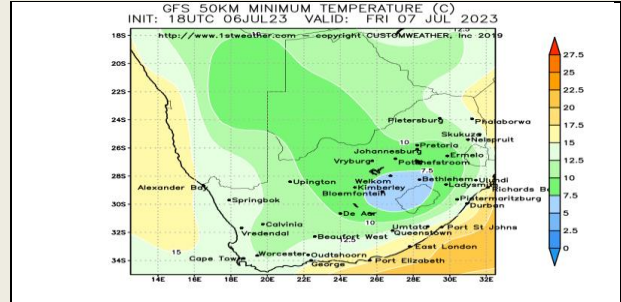 GFS 50KM MINIMUM TEMPERATURE (C)
INIT: 18UTC 06JUL23 VALID: FRI 07 JUL 2023
http://www.1stweather.com - copyright CUSTOMWEATHER, Inc 2019
10
12.5
18S
20S
22S
24S
26S
28S
30S
32S
34S
Pietersburg
Phalaborwa
Skukuza
Nelspruit
10
Pretoria
Johannesburg
Ermelo
Vryburg
Potchefstroom
7.5
Welkom
Bethlehem
Ulundi
Upington
Kimberley
Ladysmith
Alexander Bay
Richards Ba
Bloemfontein
Springbok
Pietermaritzburg
Durban
De Aar
10
Calvinia
Umtata
Port St Johns
Vredendal
Queenstown
Beaufort West
12.5
East London
15
Worcester
Oudtshoorn
Cape Town
George
Port Elizabeth
14E 16E 18E 20E 22E 24E 26E 28E 30E 32E
27.5
25
22.5
20
17.5
15
12.5
10
7.5
5
2.5
0